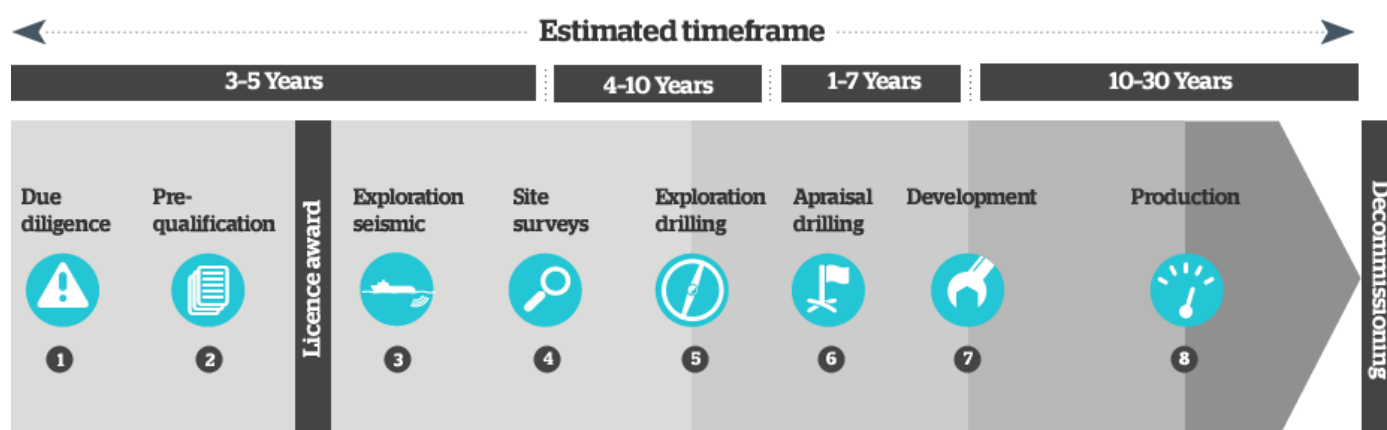 Estimated timeframe
3-5 Years
4-10 Years
1-7 Years
10-30 Years
Due
diligence
1
Pre-
qualification
2
Licence award
Exploration
seismic
3
Site
surveys
4
Exploration
drilling
5
Apraisal
drilling
6
Development
7
Production
8
Decommissioning